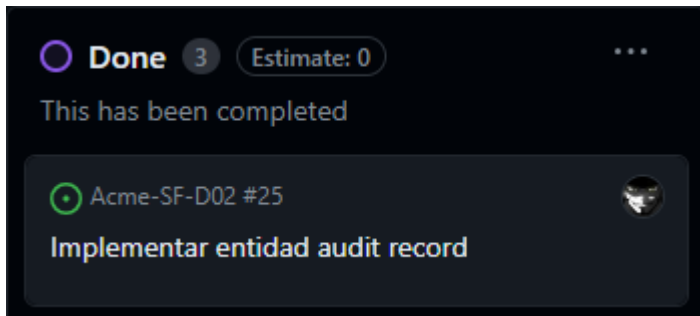 Done 3 Estimate: 0
This has been completed
Acme-SF-D02 #25
Implementar entidad audit record